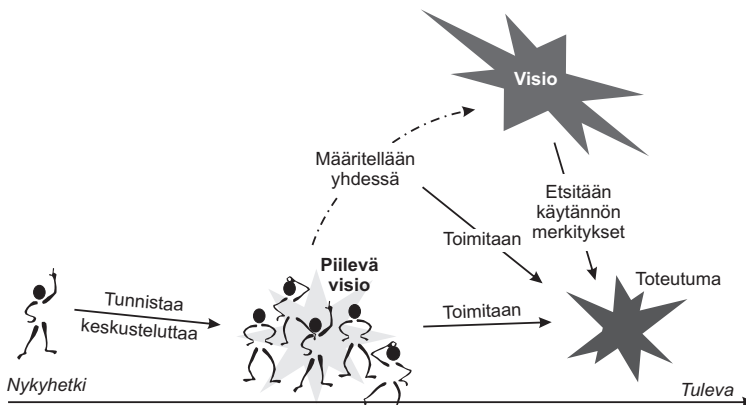 Visio
Määritellään
yhdessä
Etsitään
käytännön
merkitykset
Toimitaan
Piilevä
visio
Toteutuma
Tunnistaa
keskusteluttaa
Toimitaan
Nykyhetki
Tuleva